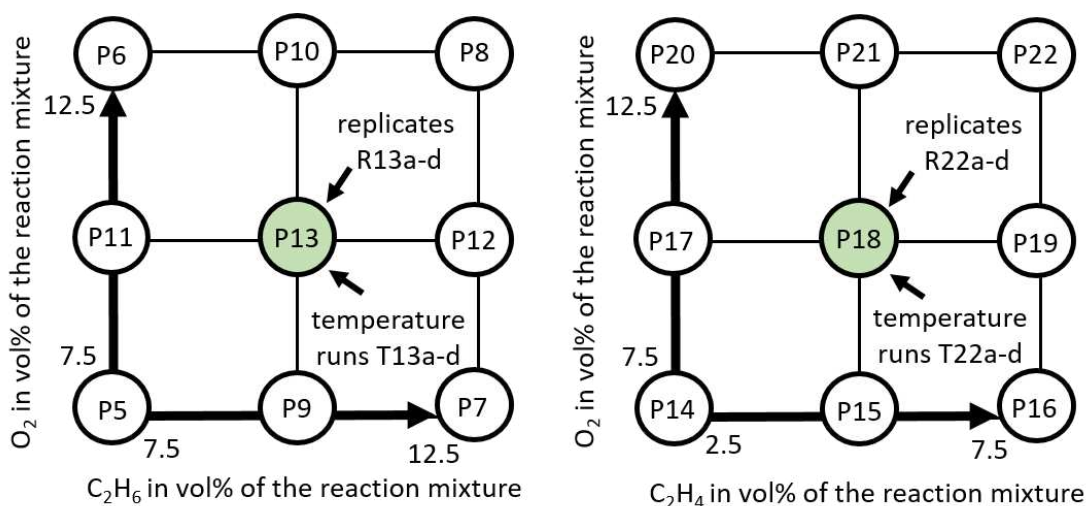 O₂ in vol% of the reaction mixture
P6
P10
P8
12.5
replicates
R13a-d
P11
P13
P12
temperature
runs T13a-d
7.5
P5
P9
P7
7.5
12.5
C₂H₆ in vol% of the reaction mixture
O₂ in vol% of the reaction mixture
P20
P21
P22
12.5
replicates
R22a-d
P17
P18
P19
temperature
runs T22a-d
7.5
P14
P15
P16
2.5
7.5
C₂H₄ in vol% of the reaction mixture